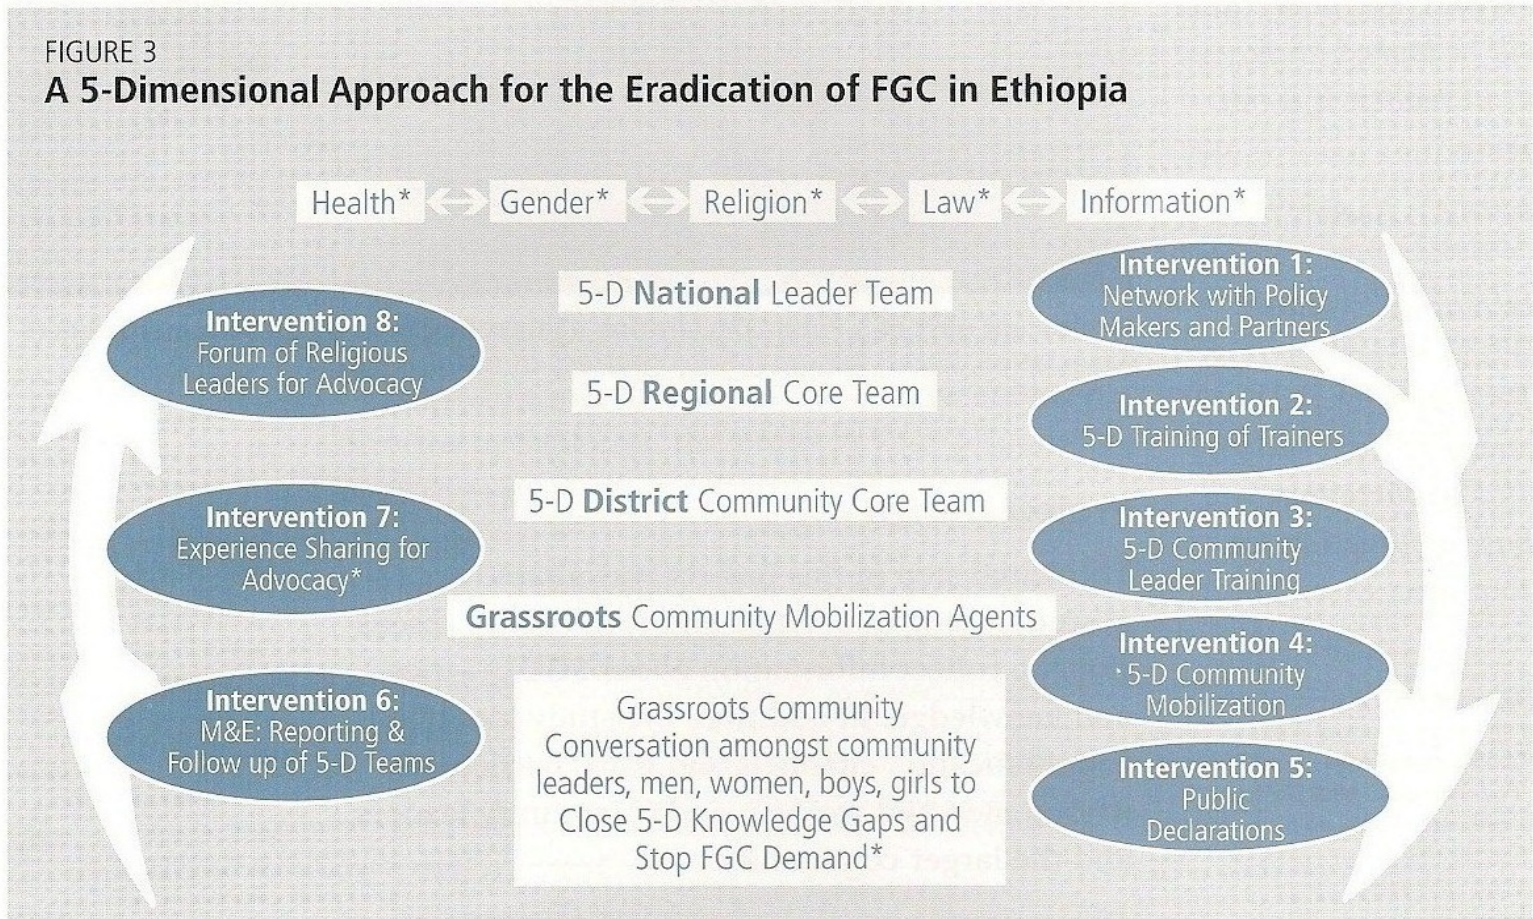 FIGURE 3
A 5-Dimensional Approach for the Eradication of FGC in Ethiopia
Health* Gender* Religion* Law* Information*
5-D National Leader Team
5-D Regional Core Team
5-D District Community Core Team
Grassroots Community Mobilization Agents
Grassroots Community
Conversation amongst community
leaders, men, women, boys, girls to
Close 5-D Knowledge Gaps and
Stop FGC Demand*
Intervention 1:
Network with Policy
Makers and Partners
Intervention 2:
5-D Training of Trainers
Intervention 3:
5-D Community
Leader Training
Intervention 4:
5-D Community
Mobilization
Intervention 5:
Public
Declarations
Intervention 6:
M&E: Reporting &
Follow up of 5-D Teams
Intervention 7:
Experience Sharing for
Advocacy*
Intervention 8:
Forum of Religious
Leaders for Advocacy